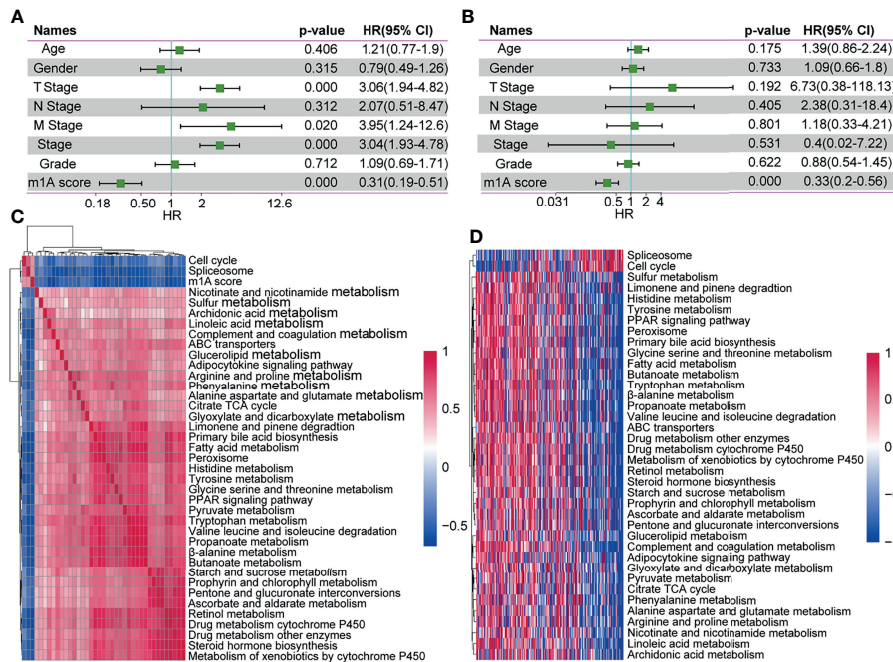 A
Names p-value HR(95% CI)
Age 0.406 1.21(0.77-1.9)
Gender 0.315 0.79(0.49-1.26)
T Stage 0.000 3.06(1.94-4.82)
N Stage 0.312 2.07(0.51-8.47)
M Stage 0.020 3.95(1.24-12.6)
Stage 0.000 3.04(1.93-4.78)
Grade 0.712 1.09(0.69-1.71)
m1A score 0.000 0.31(0.19-0.51)
0.18 0.50 1 2 12.6
HR
B
Names p-value HR(95% CI)
Age 0.175 1.39(0.86-2.24)
Gender 0.733 1.09(0.66-1.8)
T Stage 0.192 6.73(0.38-118.13)
N Stage 0.405 2.38(0.31-18.4)
M Stage 0.801 1.18(0.33-4.21)
Stage 0.531 0.4(0.02-7.22)
Grade 0.622 0.88(0.54-1.45)
m1A score 0.000 0.33(0.2-0.56)
0.031 0.5 1 2 4
HR
C
Cell cycle
Spliceosome
m1A score
Nicotinate and nicotinamide metabolism
Sulfur metabolism
Archidonic acid metabolism
Linoleic acid metabolism
Complement and coagulation metabolism
ABC transporters
Glucerolipid metabolism
Adipocytokine signaling pathway
Arginine and proline metabolism
Phenyalanine metabolism
Alanine aspartate and glutamate metabolism
Citrate TCA cycle
Glyoxylate and dicarboxylate metabolism
Limonene and pinene degradtion
Primary bile acid biosynthesis
Fatty acid metabolism
Peroxisome
Histidine metabolism
Tyrosine metabolism
Glycine serine and threonine metabolism
PPAR signaling pathway
Pyruvate metabolism
Tryptophan metabolism
Valine leucine and isoleucine degradation
Propanoate metabolism
β-alanine metabolism
Butanoate metabolism
Starch and sucrose metabolism
Prophyrin and chlorophyll metabolism
Pentone and glucuronate interconversions
Ascorbate and aldarate metabolism
Retinol metabolism
Drug metabolism cytochrome P450
Drug metabolism other enzymes
Steroid hormone biosynthesis
Metabolism of xenobiotics by cytochrome P450
1
0.5
0
−0.5
D
Spliceosome
Cell cycle
Sulfur metabolism
Limonene and pinene degradtion
Histidine metabolism
Tyrosine metabolism
PPAR signaling pathway
Peroxisome
Primary bile acid biosynthesis
Glycine serine and threonine metabolism
Fatty acid metabolism
Butanoate metabolism
Tryptophan metabolism
β-alanine metabolism
Propanoate metabolism
Valine leucine and isoleucine degradation
ABC transporters
Drug metabolism other enzymes
Drug metabolism cytochrome P450
Metabolism of xenobiotics by cytochrome P450
Retinol metabolism
Steroid hormone biosynthesis
Starch and sucrose metabolism
Prophyrin and chlorophyll metabolism
Ascorbate and aldarate metabolism
Pentone and glucuronate interconversions
Glucerolipid metabolism
Complement and coagulation metabolism
Adipocytokine signaling pathway
Glyoxylate and dicarboxylate metabolism
Pyruvate metabolism
Citrate TCA cycle
Phenyalanine metabolism
Alanine aspartate and glutamate metabolism
Arginine and proline metabolism
Nicotinate and nicotinamide metabolism
Linoleic acid metabolism
Archidonic acid metabolism
1
0